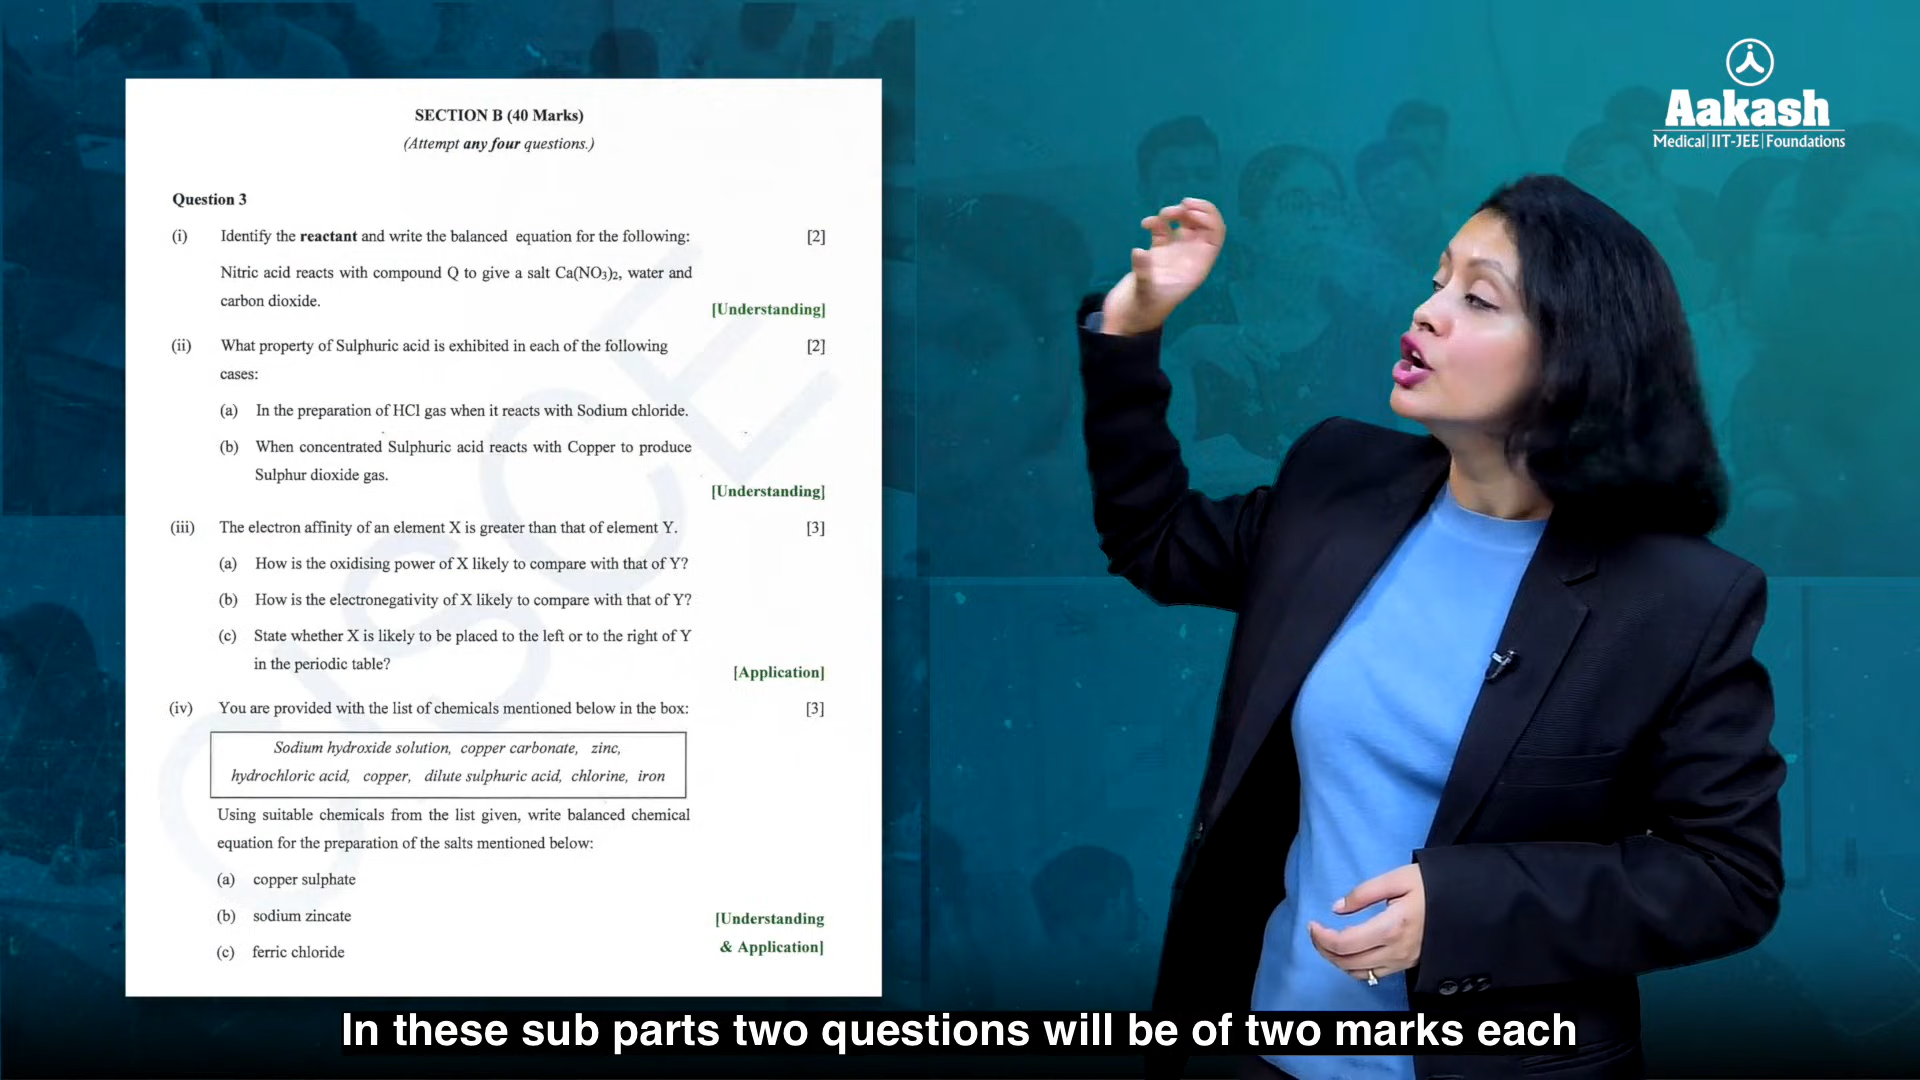 SECTION B (40 Marks)
(Attempt any four questions.)
Question 3
(i) Identify the reactant and write the balanced equation for the following: [2]
Nitric acid reacts with compound Q to give a salt Ca(NO3)2, water and
carbon dioxide.
[Understanding]
(ii) What property of Sulphuric acid is exhibited in each of the following [2]
cases:
(a) In the preparation of HCl gas when it reacts with Sodium chloride.
(b) When concentrated Sulphuric acid reacts with Copper to produce
Sulphur dioxide gas.
[Understanding]
(iii) The electron affinity of an element X is greater than that of element Y. [3]
(a) How is the oxidising power of X likely to compare with that of Y?
(b) How is the electronegativity of X likely to compare with that of Y?
(c) State whether X is likely to be placed to the left or to the right of Y
in the periodic table?
[Application]
(iv) You are provided with the list of chemicals mentioned below in the box: [3]
Sodium hydroxide solution, copper carbonate, zinc,
hydrochloric acid, copper, dilute sulphuric acid, chlorine, iron
Using suitable chemicals from the list given, write balanced chemical
equation for the preparation of the salts mentioned below:
(a) copper sulphate
(b) sodium zincate
(c) ferric chloride
[Understanding
& Application]
CISCE
Aakash
Medical|IIT-JEE|Foundations
In these sub parts two questions will be of two marks each